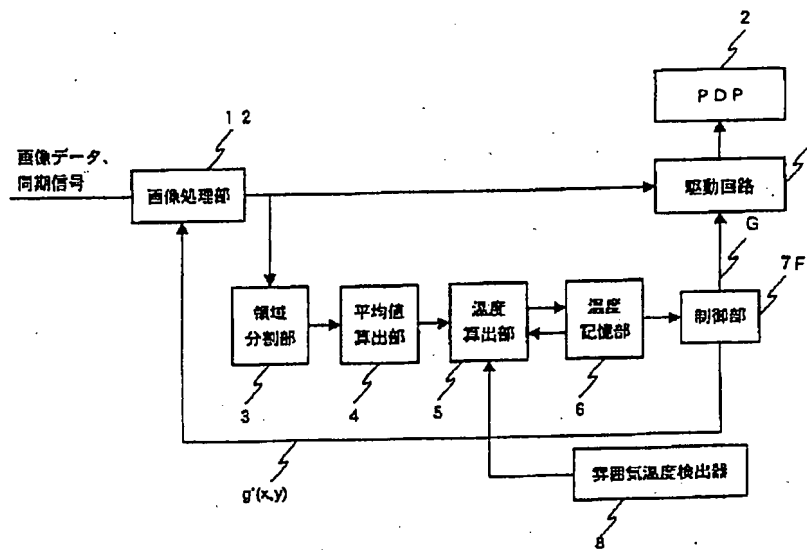 2
PDP
12
画像データ、
同期信号
画像処理部
駆動回路
G
7F
領域
分割部
平均値
算出部
温度
算出部
温度
記憶部
制御部
3
4
5
6
g*(x,y)
雰囲気温度検出器
8